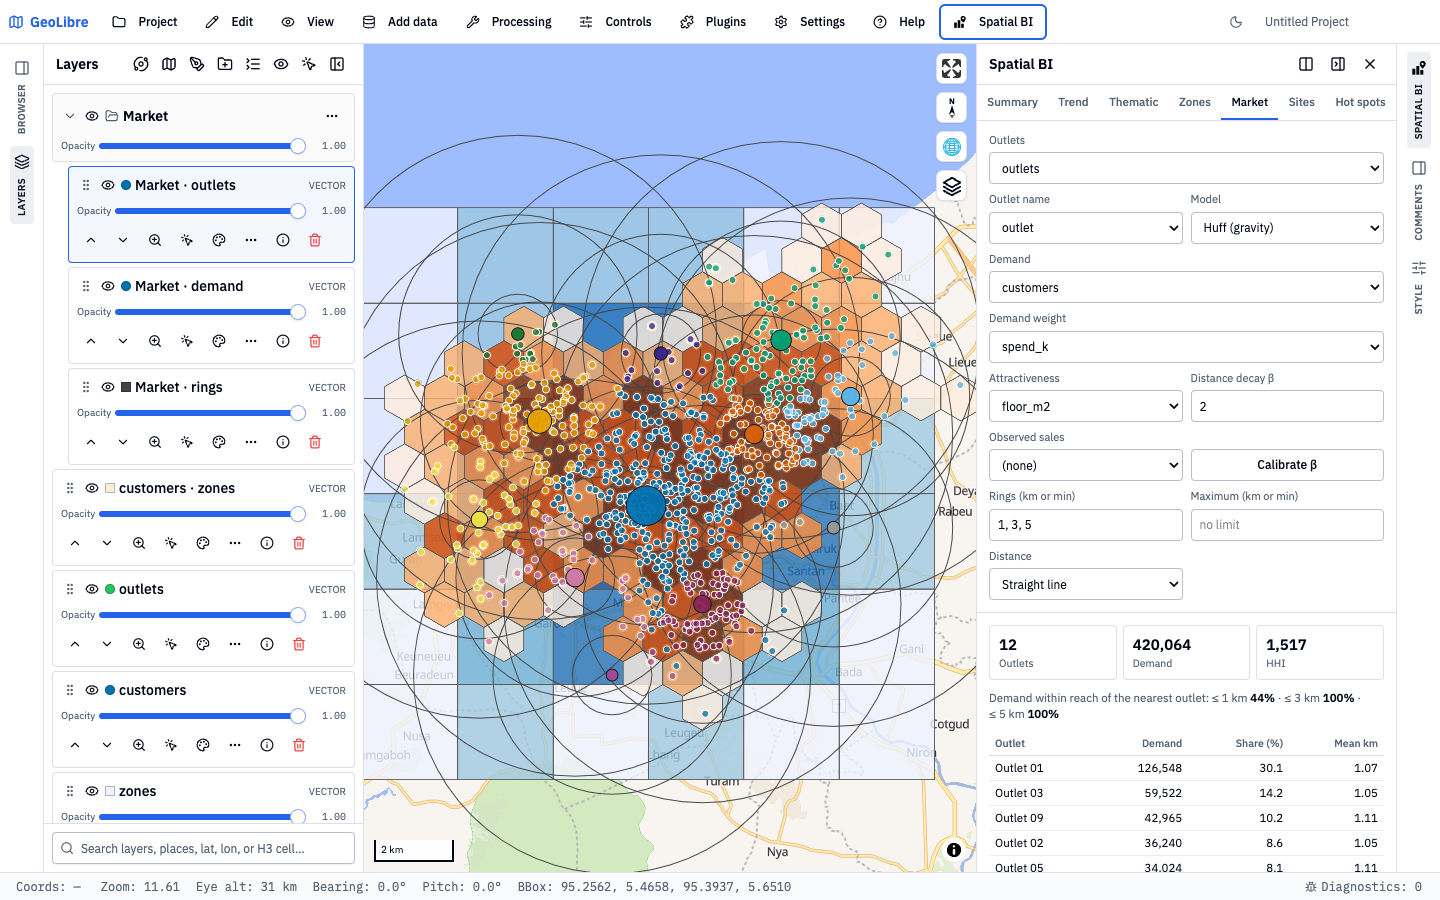 GeoLibre Project Edit View Add data Processing Controls Plugins Settings Help Spatial BI Untitled Project
BROWSER
LAYERS
Layers
Market
Opacity 1.00
Market · outlets VECTOR
Opacity 1.00
Market · demand VECTOR
Opacity 1.00
Market · rings VECTOR
Opacity 1.00
customers · zones VECTOR
Opacity 1.00
outlets VECTOR
Opacity 1.00
customers VECTOR
Opacity 1.00
zones VECTOR
Opacity 1.00
Search layers, places, lat, lon, or H3 cell...
N
Lieue
Deya
Rabeu
Santan
Gani
Keuneueu
Beuradeun
Bada
Cotgud
Nusa
Leugeu
Niron
Turam
Nya
2 km
Spatial BI
Summary Trend Thematic Zones Market Sites Hot spots
Outlets
outlets
Outlet name Model
outlet Huff (gravity)
Demand
customers
Demand weight
spend_k
Attractiveness Distance decay β
floor_m2 2
Observed sales
(none) Calibrate β
Rings (km or min) Maximum (km or min)
1, 3, 5 no limit
Distance
Straight line
12 420,064 1,517
Outlets Demand HHI
Demand within reach of the nearest outlet: ≤ 1 km 44% · ≤ 3 km 100% ·
≤ 5 km 100%
Outlet Demand Share (%) Mean km
Outlet 01 126,548 30.1 1.07
Outlet 03 59,522 14.2 1.05
Outlet 09 42,965 10.2 1.11
Outlet 02 36,240 8.6 1.05
Outlet 05 34,024 8.1 1.11
SPATIAL BI
COMMENTS
STYLE
Coords: — Zoom: 11.61 Eye alt: 31 km Bearing: 0.0° Pitch: 0.0° BBox: 95.2562, 5.4658, 95.3937, 5.6510 Diagnostics: 0